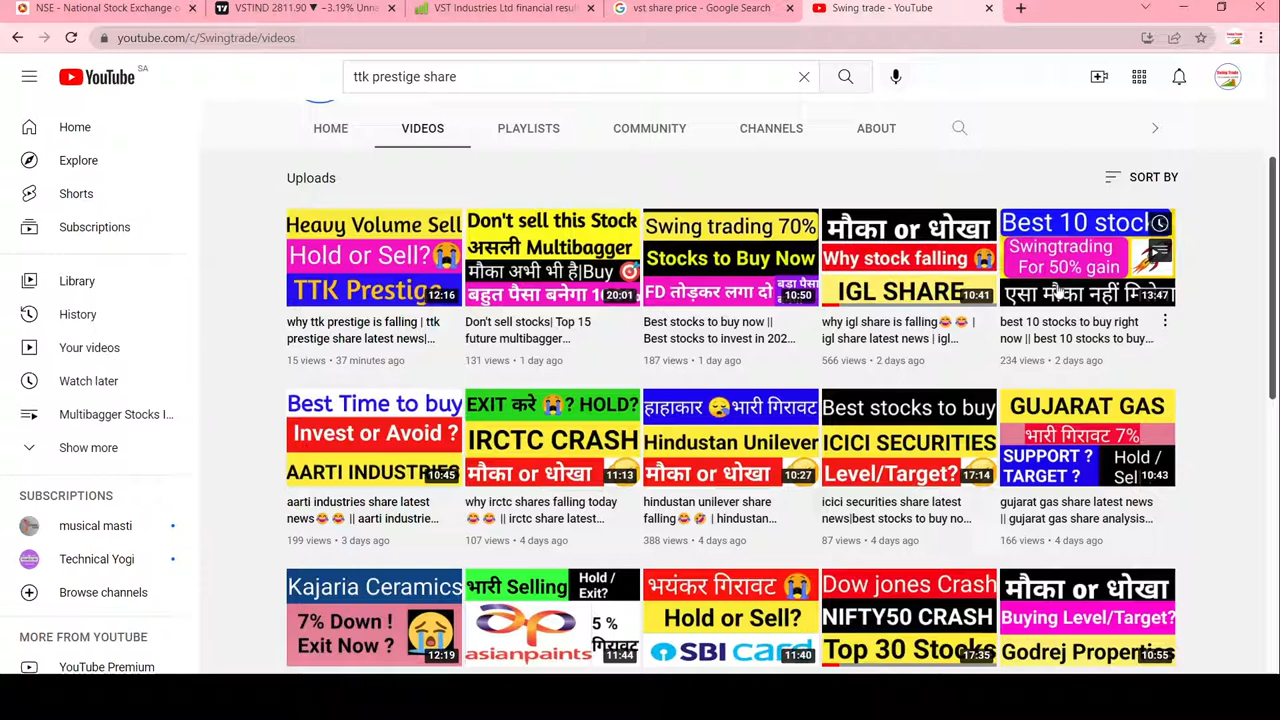 NSE - National Stock Exchange o
VSTIND 2811.90 ▼ −3.19% Unna
VST Industries Ltd financial resul
vst share price - Google Search
Swing trade - YouTube
youtube.com/c/Swingtrade/videos
YouTube SA
ttk prestige share
HOME VIDEOS PLAYLISTS COMMUNITY CHANNELS ABOUT
Home
Explore
Shorts
Subscriptions
Library
History
Your videos
Watch later
Multibagger Stocks I...
Show more
SUBSCRIPTIONS
musical masti
Technical Yogi
Browse channels
MORE FROM YOUTUBE
YouTube Premium
Uploads
SORT BY
Heavy Volume Sell
Hold or Sell?
TTK Prestige
12:16
why ttk prestige is falling | ttk
prestige share latest news|...
15 views • 37 minutes ago
Don't sell this Stock
असली Multibagger
मौका अभी भी है|Buy
बहुत पैसा बनेगा
20:01
Don't sell stocks| Top 15
future multibagger...
131 views • 1 day ago
Swing trading 70%
Stocks to Buy Now
FD तोड़कर लगा दो बडा पैसा
10:50
Best stocks to buy now ||
Best stocks to invest in 202...
187 views • 1 day ago
मौका or धोखा
Why stock falling
IGL SHARE
10:41
why igl share is falling😂 😂 |
igl share latest news | igl...
566 views • 2 days ago
Best 10 stock
Swingtrading
For 50% gain
एसा मौका नहीं मिलेगा
13:47
best 10 stocks to buy right
now || best 10 stocks to buy...
234 views • 2 days ago
Best Time to buy
Invest or Avoid ?
AARTI INDUSTRIES
10:45
aarti industries share latest
news😂 😂 || aarti industrie...
199 views • 3 days ago
EXIT करे 😭? HOLD?
IRCTC CRASH
मौका or धोखा
11:13
why irctc shares falling today
😂 😂 || irctc share latest...
107 views • 4 days ago
हाहाकार 😪भारी गिरावट
Hindustan Unilever
मौका or धोखा
10:27
hindustan unilever share
falling😂 🤣 | hindustan...
388 views • 4 days ago
Best stocks to buy
ICICI SECURITIES
Level/Target?
17:14
icici securities share latest
news|best stocks to buy no...
87 views • 4 days ago
GUJARAT GAS
भारी गिरावट 7%
SUPPORT ?
TARGET ?
Hold /
Sel
10:43
gujarat gas share latest news
|| gujarat gas share analysis...
166 views • 4 days ago
Kajaria Ceramics
7% Down !
Exit Now ?
12:19
भारी Selling
Hold /
Exit?
5 %
गिरावट
asianpaints
11:44
भयंकर गिरावट 😭
Hold or Sell?
SBI card
11:40
Dow jones Crash
NIFTY50 CRASH
Top 30 Stocks
17:35
मौका or धोखा
Buying Level/Target?
Godrej Properties
10:55